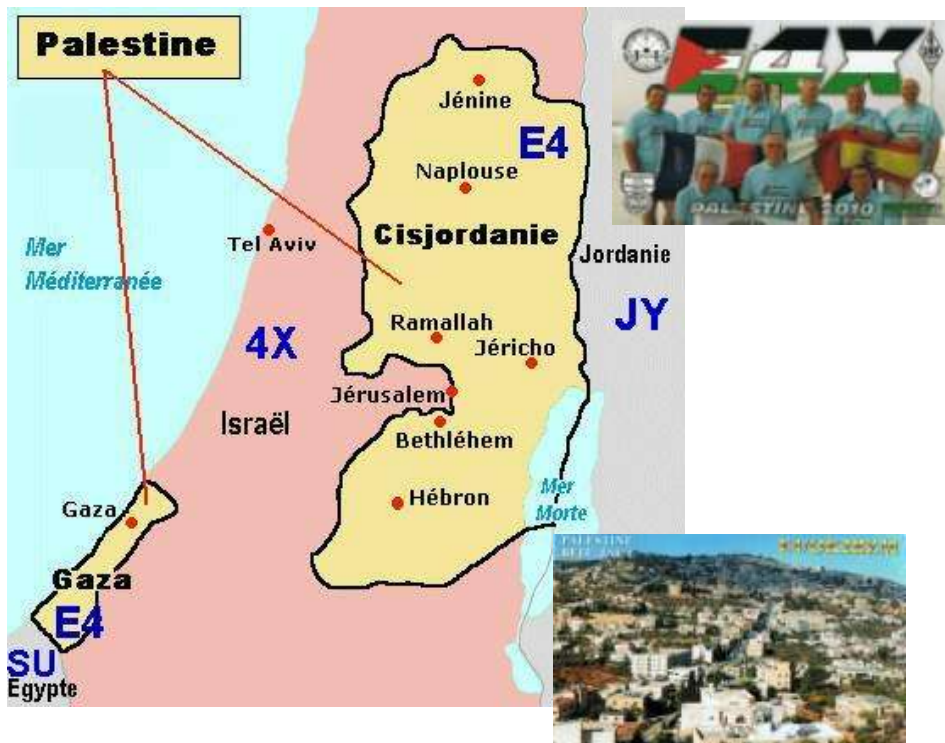 Palestine
Jénine
E4
Naplouse
Cisjordanie
Tel Aviv
Mer
Méditerranée
Jordanie
JY
Ramallah
4X
Jéricho
Jérusalem
Israël
Bethléhem
Hébron
Mer
Morte
Gaza
Gaza
E4
SU
Egypte
E4X
PALESTINE 2010
PALESTINE